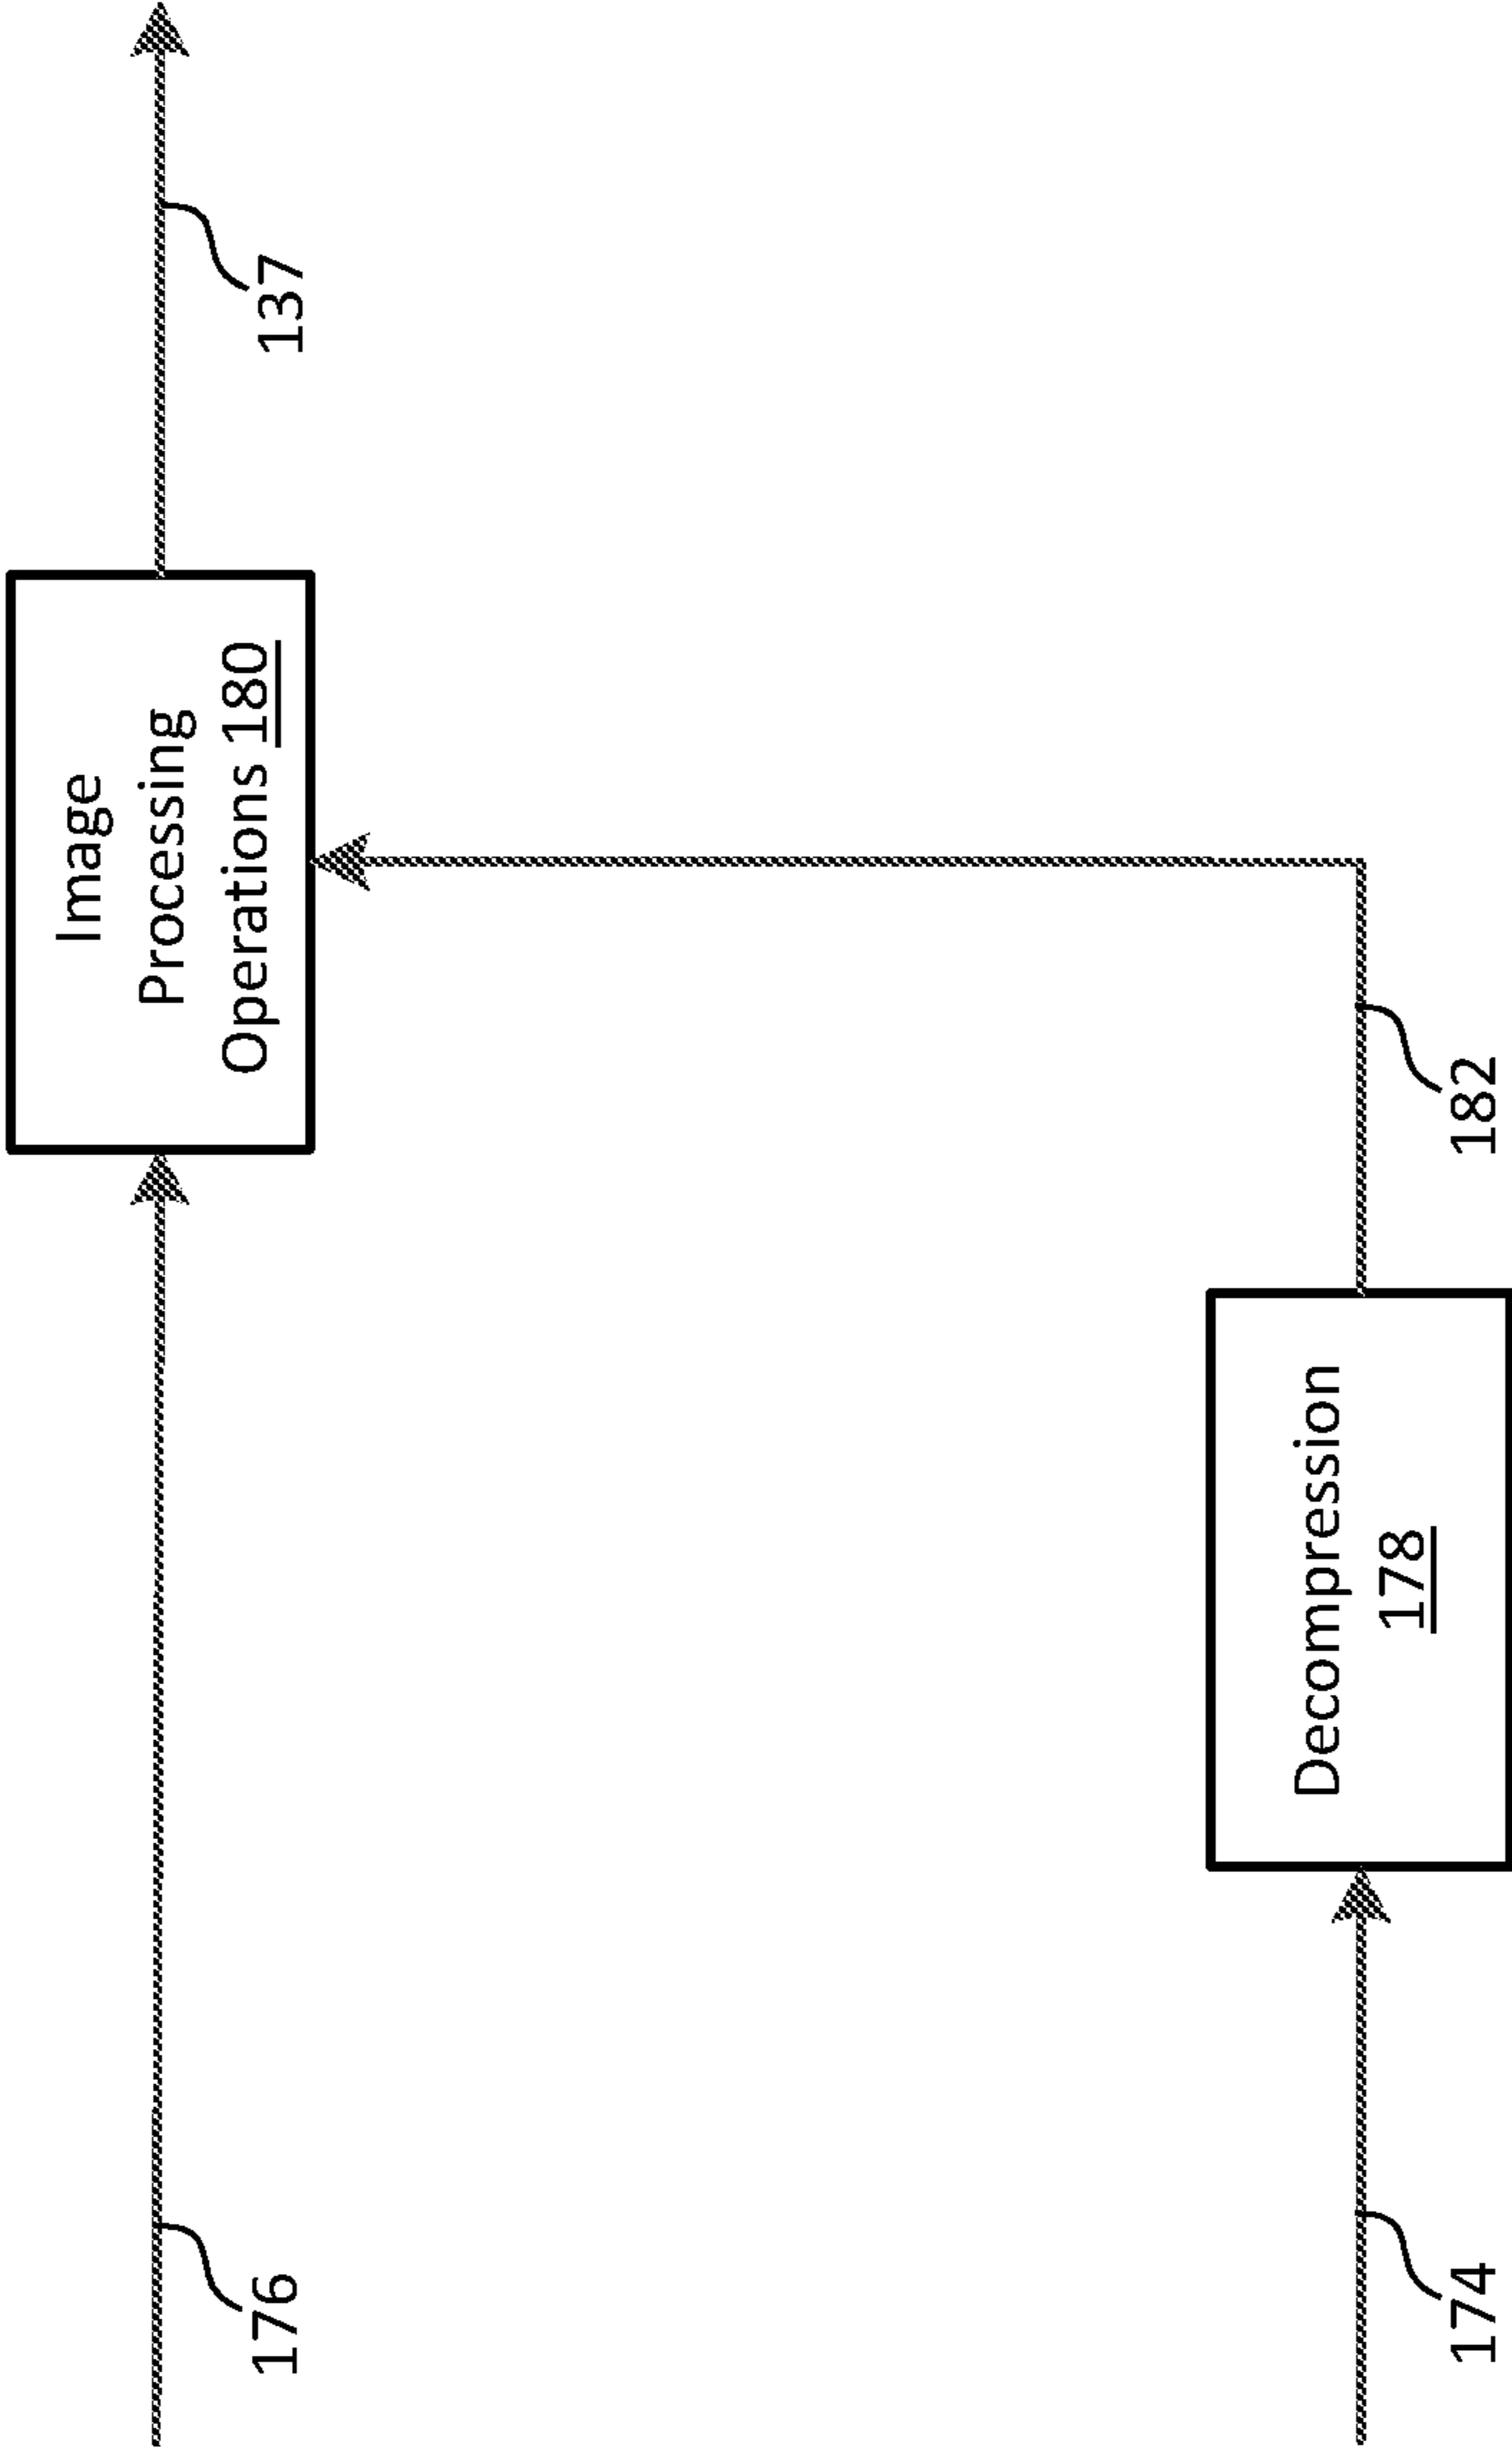 Image
Processing
Operations 180
176
137
Decompression
178
174
182